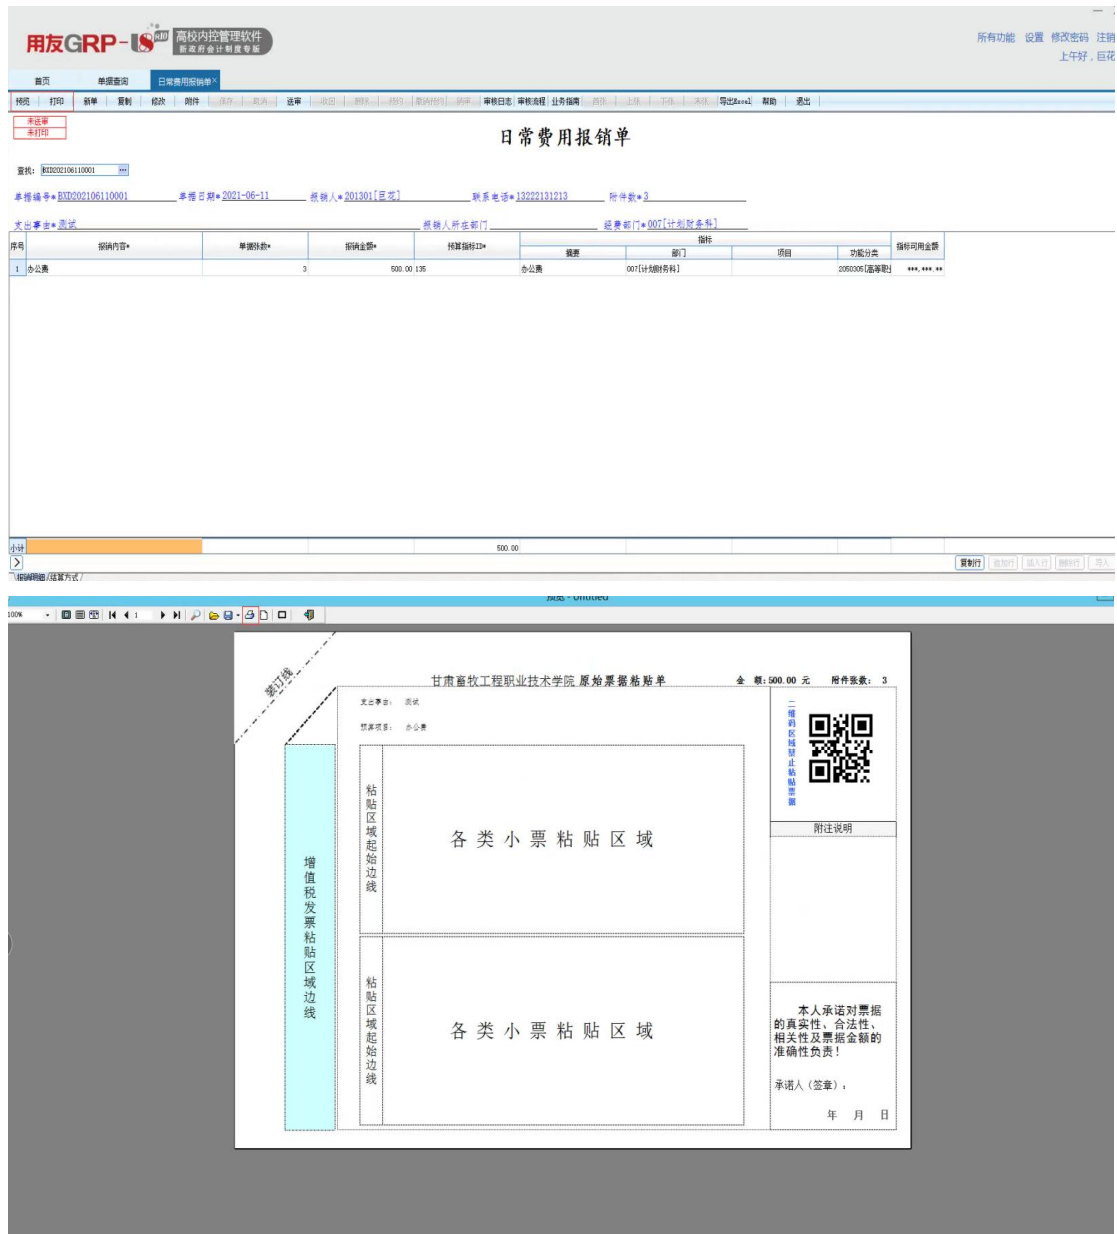 用友GRP-U8 R10 高校内控管理软件
新政府会计制度专版
所有功能 设置 修改密码 注销
上午好，巨花
首页 单据查询 日常费用报销单×
预览 打印 新单 复制 修改 附件 保存 取消 送审 收回 删除 销审 审核日志 审核流程 业务指南 首张 上张 下张 末张 导出Excel 帮助 退出
未送审
未打印
日常费用报销单
查找: BXD202106110001 ...
单据编号*BXD202106110001 单据日期*2021-06-11 报销人*201301[巨花] 联系电话*13222131213 附件数*3
支出事由*测试 报销人所在部门 经费部门*007[计划财务科]
序号 报销内容* 单据张数* 报销金额* 预算指标ID* 指标 指标可用金额
摘要 部门 项目 功能分类
1 办公费 3 500.00 135 办公费 007[计划财务科] 2050305[高等职 ***,***.**
小计 500.00
复制行 追加行 插入行 删除行 导入
报销明细 结算方式
预览 - Untitled
100% 1
装订线
甘肃畜牧工程职业技术学院 原始票据粘贴单 金 额:500.00 元 附件张数: 3
支出事由: 测试
预算项目: 办公费
二维码区域禁止粘贴票据
增值税发票粘贴区域边线
粘贴区域起始边线
各类小票粘贴区域
附注说明
粘贴区域起始边线
各类小票粘贴区域
本人承诺对票据
的真实性、合法性、
相关性及票据金额的
准确性负责！
承诺人（签章）:
年 月 日